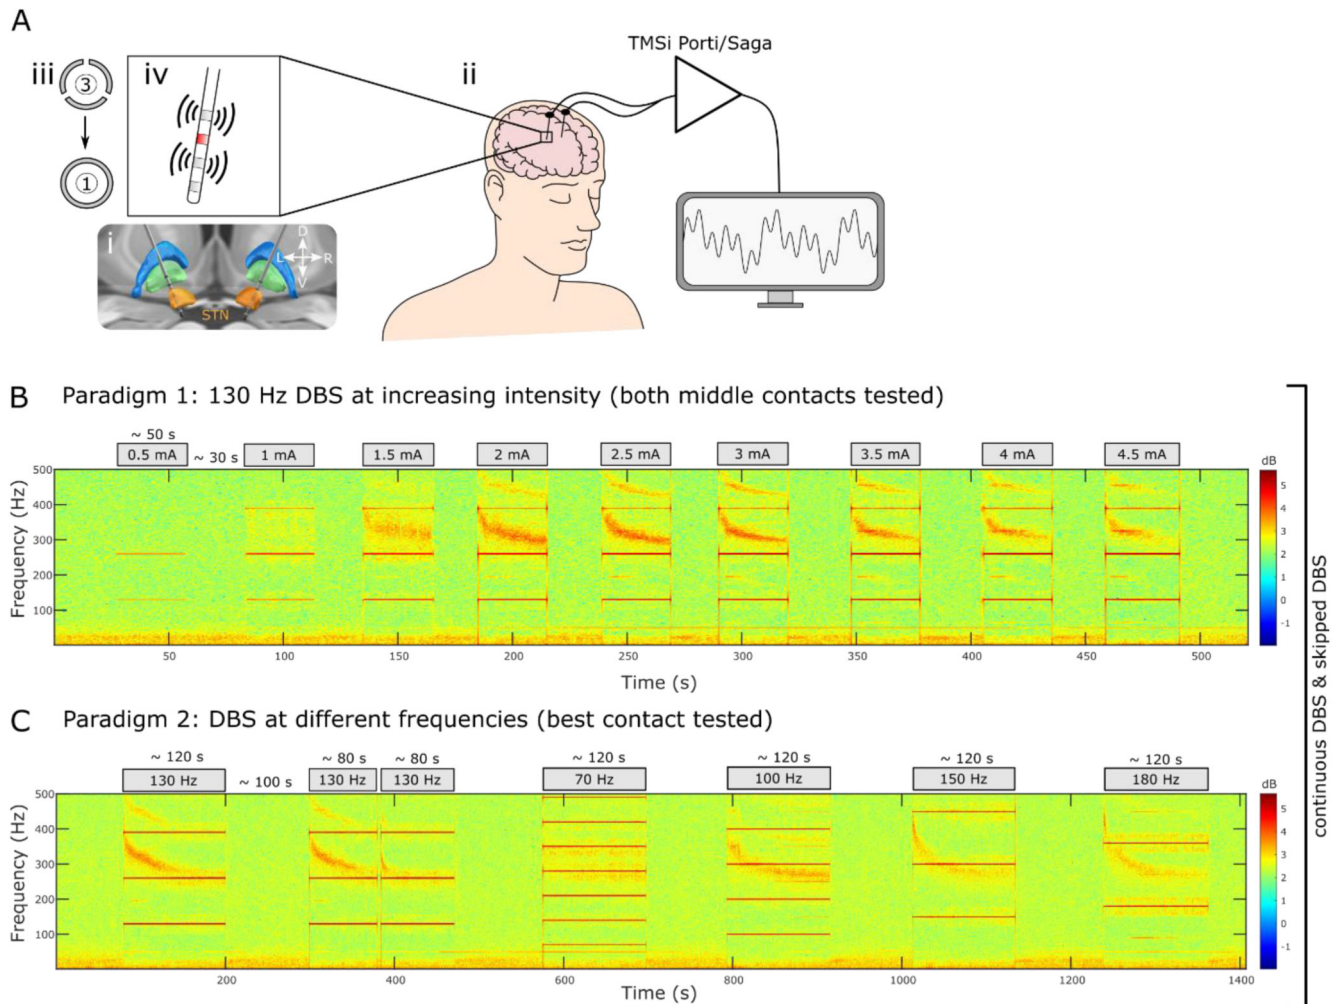 A
TMSi Porti/Saga
iii
3
1
iv
ii
i
D
L
R
V
STN
B
Paradigm 1: 130 Hz DBS at increasing intensity (both middle contacts tested)
~ 50 s
0.5 mA
~ 30 s
1 mA
1.5 mA
2 mA
2.5 mA
3 mA
3.5 mA
4 mA
4.5 mA
dB
Frequency (Hz)
500
400
300
200
100
5
4
3
2
1
0
-1
50
100
150
200
250
300
350
400
450
500
Time (s)
C
Paradigm 2: DBS at different frequencies (best contact tested)
~ 120 s
~ 80 s
~ 80 s
~ 120 s
~ 120 s
~ 120 s
~ 120 s
130 Hz
~ 100 s
130 Hz
130 Hz
70 Hz
100 Hz
150 Hz
180 Hz
dB
Frequency (Hz)
500
400
300
200
100
5
4
3
2
1
0
-1
200
400
600
800
1000
1200
1400
Time (s)
continuous DBS & skipped DBS